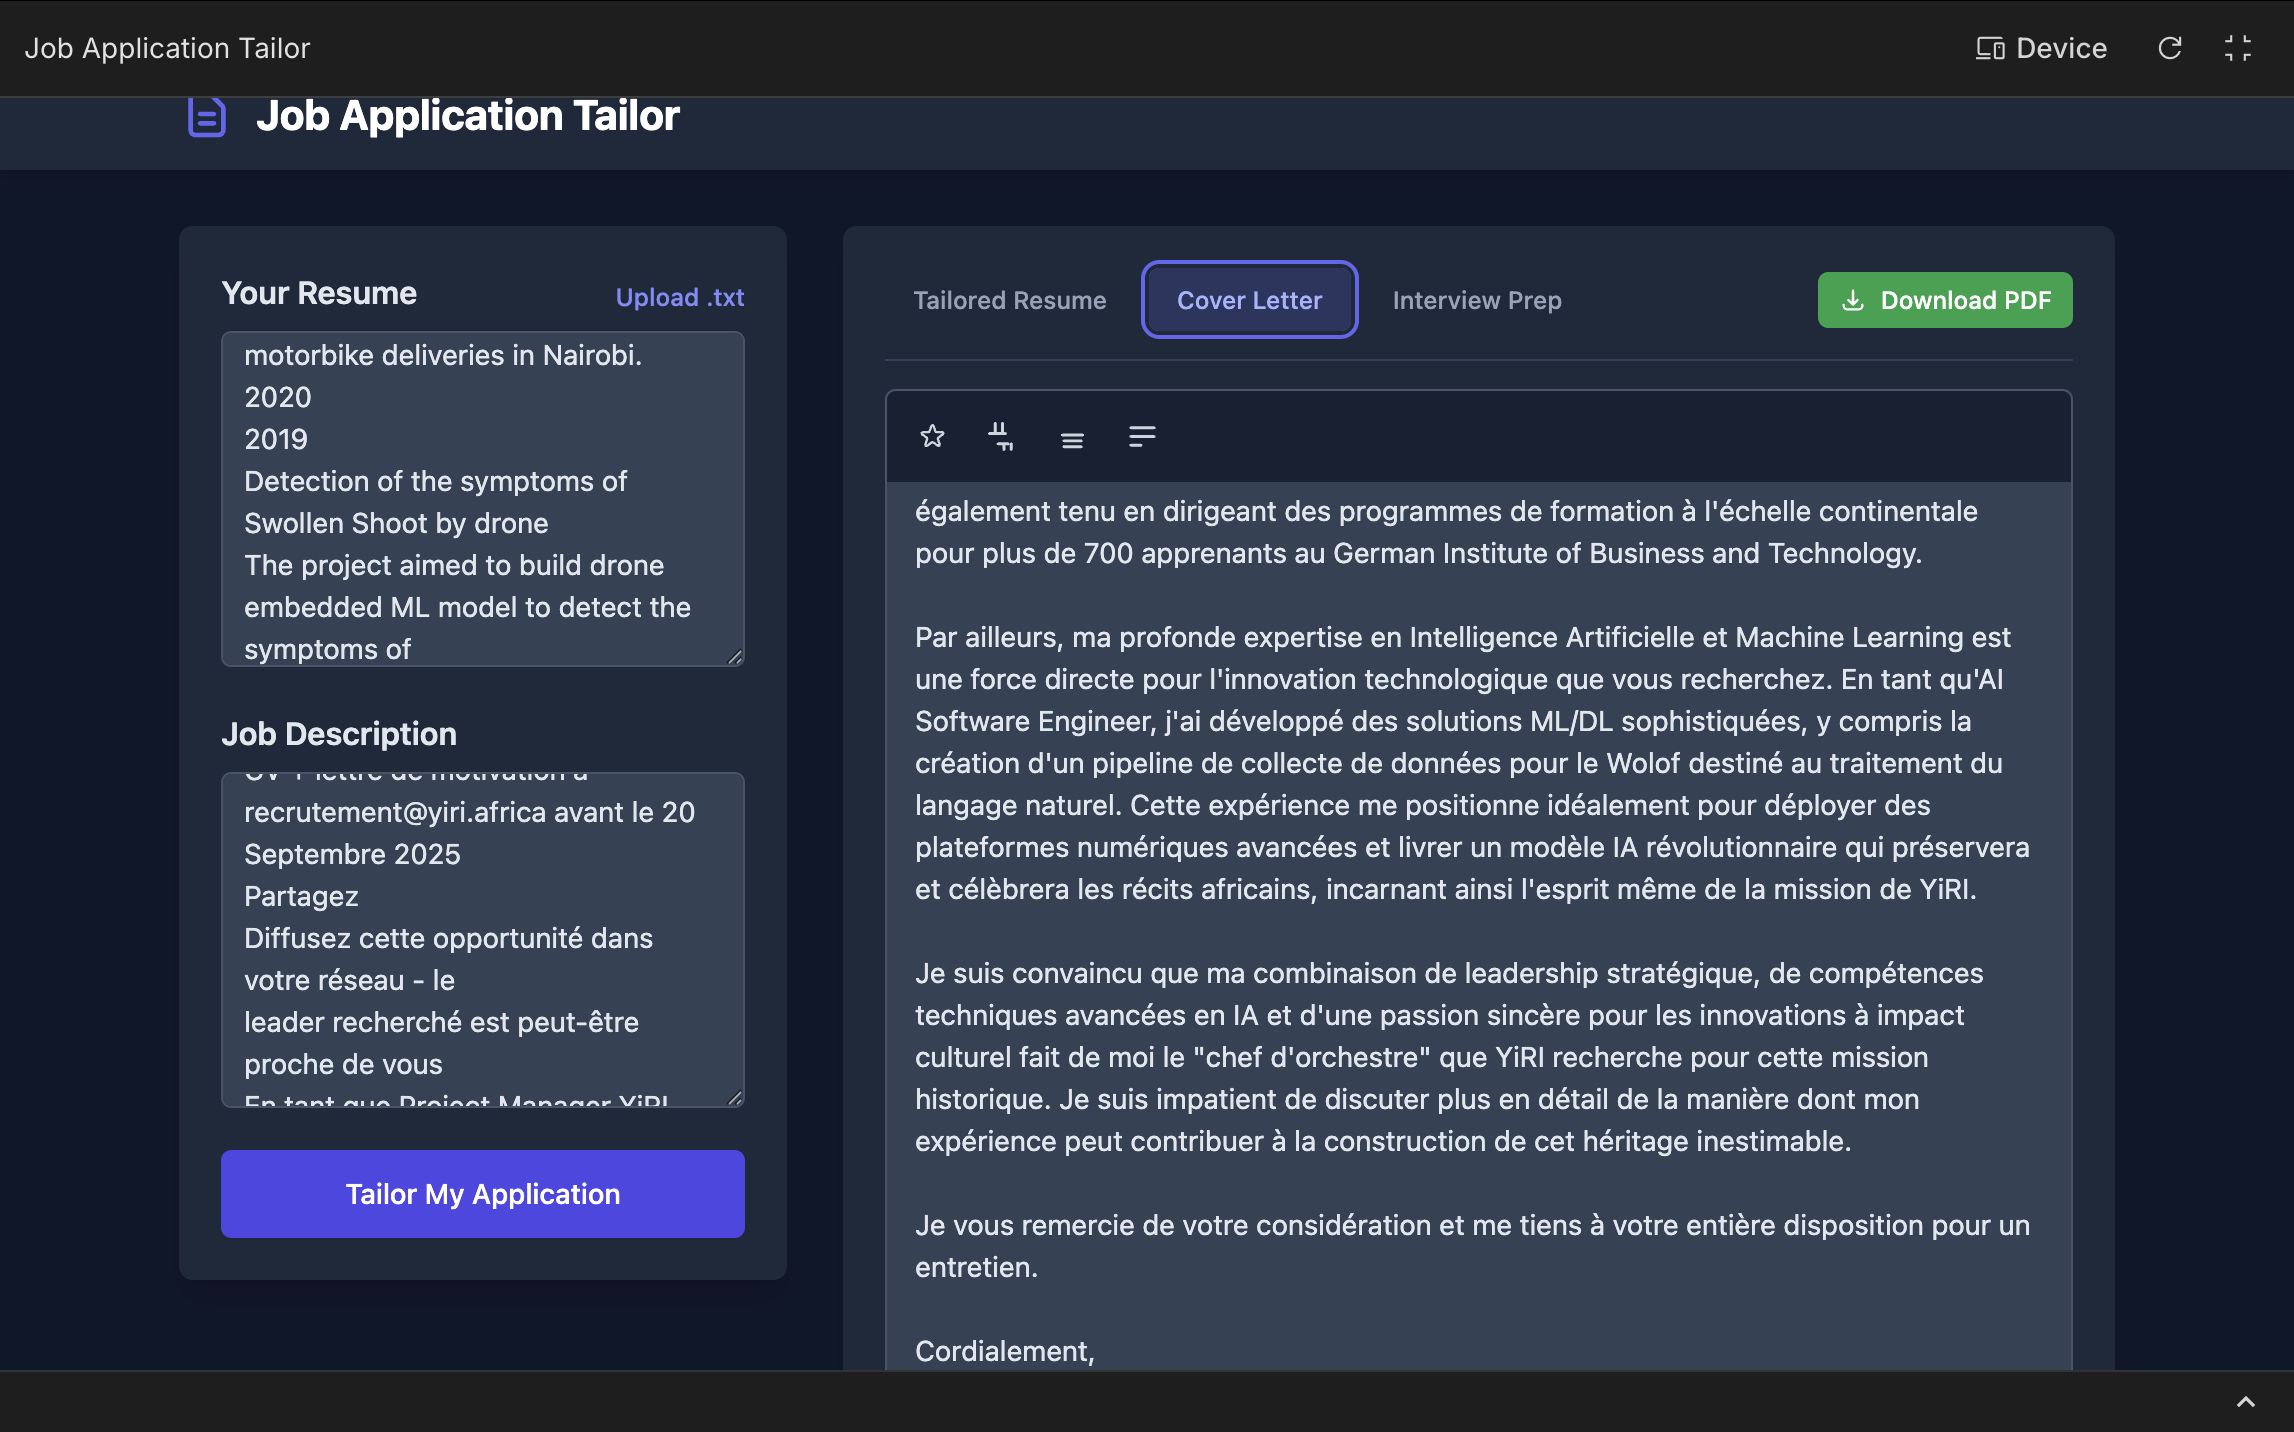 Job Application Tailor
Device
Job Application Tailor
Your Resume
Upload .txt
motorbike deliveries in Nairobi.
2020
2019
Detection of the symptoms of
Swollen Shoot by drone
The project aimed to build drone
embedded ML model to detect the
symptoms of
Job Description
CV + lettre de motivation à
recrutement@yiri.africa avant le 20
Septembre 2025
Partagez
Diffusez cette opportunité dans
votre réseau - le
leader recherché est peut-être
proche de vous
En tant que Project Manager YiRI
Tailor My Application
Tailored Resume
Cover Letter
Interview Prep
Download PDF
également tenu en dirigeant des programmes de formation à l'échelle continentale
pour plus de 700 apprenants au German Institute of Business and Technology.
Par ailleurs, ma profonde expertise en Intelligence Artificielle et Machine Learning est
une force directe pour l'innovation technologique que vous recherchez. En tant qu'AI
Software Engineer, j'ai développé des solutions ML/DL sophistiquées, y compris la
création d'un pipeline de collecte de données pour le Wolof destiné au traitement du
langage naturel. Cette expérience me positionne idéalement pour déployer des
plateformes numériques avancées et livrer un modèle IA révolutionnaire qui préservera
et célèbrera les récits africains, incarnant ainsi l'esprit même de la mission de YiRI.
Je suis convaincu que ma combinaison de leadership stratégique, de compétences
techniques avancées en IA et d'une passion sincère pour les innovations à impact
culturel fait de moi le "chef d'orchestre" que YiRI recherche pour cette mission
historique. Je suis impatient de discuter plus en détail de la manière dont mon
expérience peut contribuer à la construction de cet héritage inestimable.
Je vous remercie de votre considération et me tiens à votre entière disposition pour un
entretien.
Cordialement,